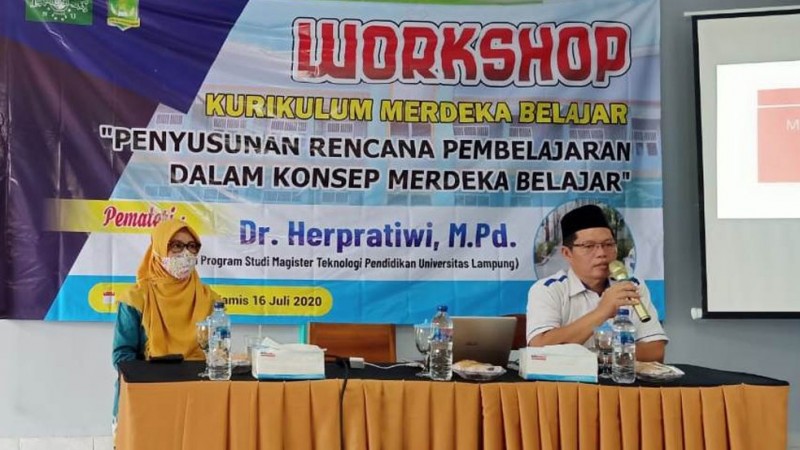 WORKSHOP
KURIKULUM MERDEKA BELAJAR
"PENYUSUNAN RENCANA PEMBELAJARAN
DALAM KONSEP MERDEKA BELAJAR"
Dr. Herpratiwi, M.Pd.
Program Studi Magister Teknologi Pendidikan Universitas Lampung)
amis 16 Juli 2020
M